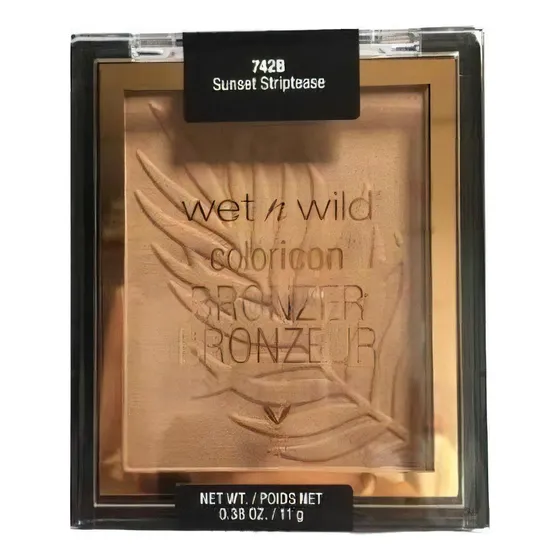 742B
Sunset Striptease
wet n wild
coloricon
BRONZER
BRONZEUR
NET WT. / POIDS NET
0.38 OZ. / 11 g